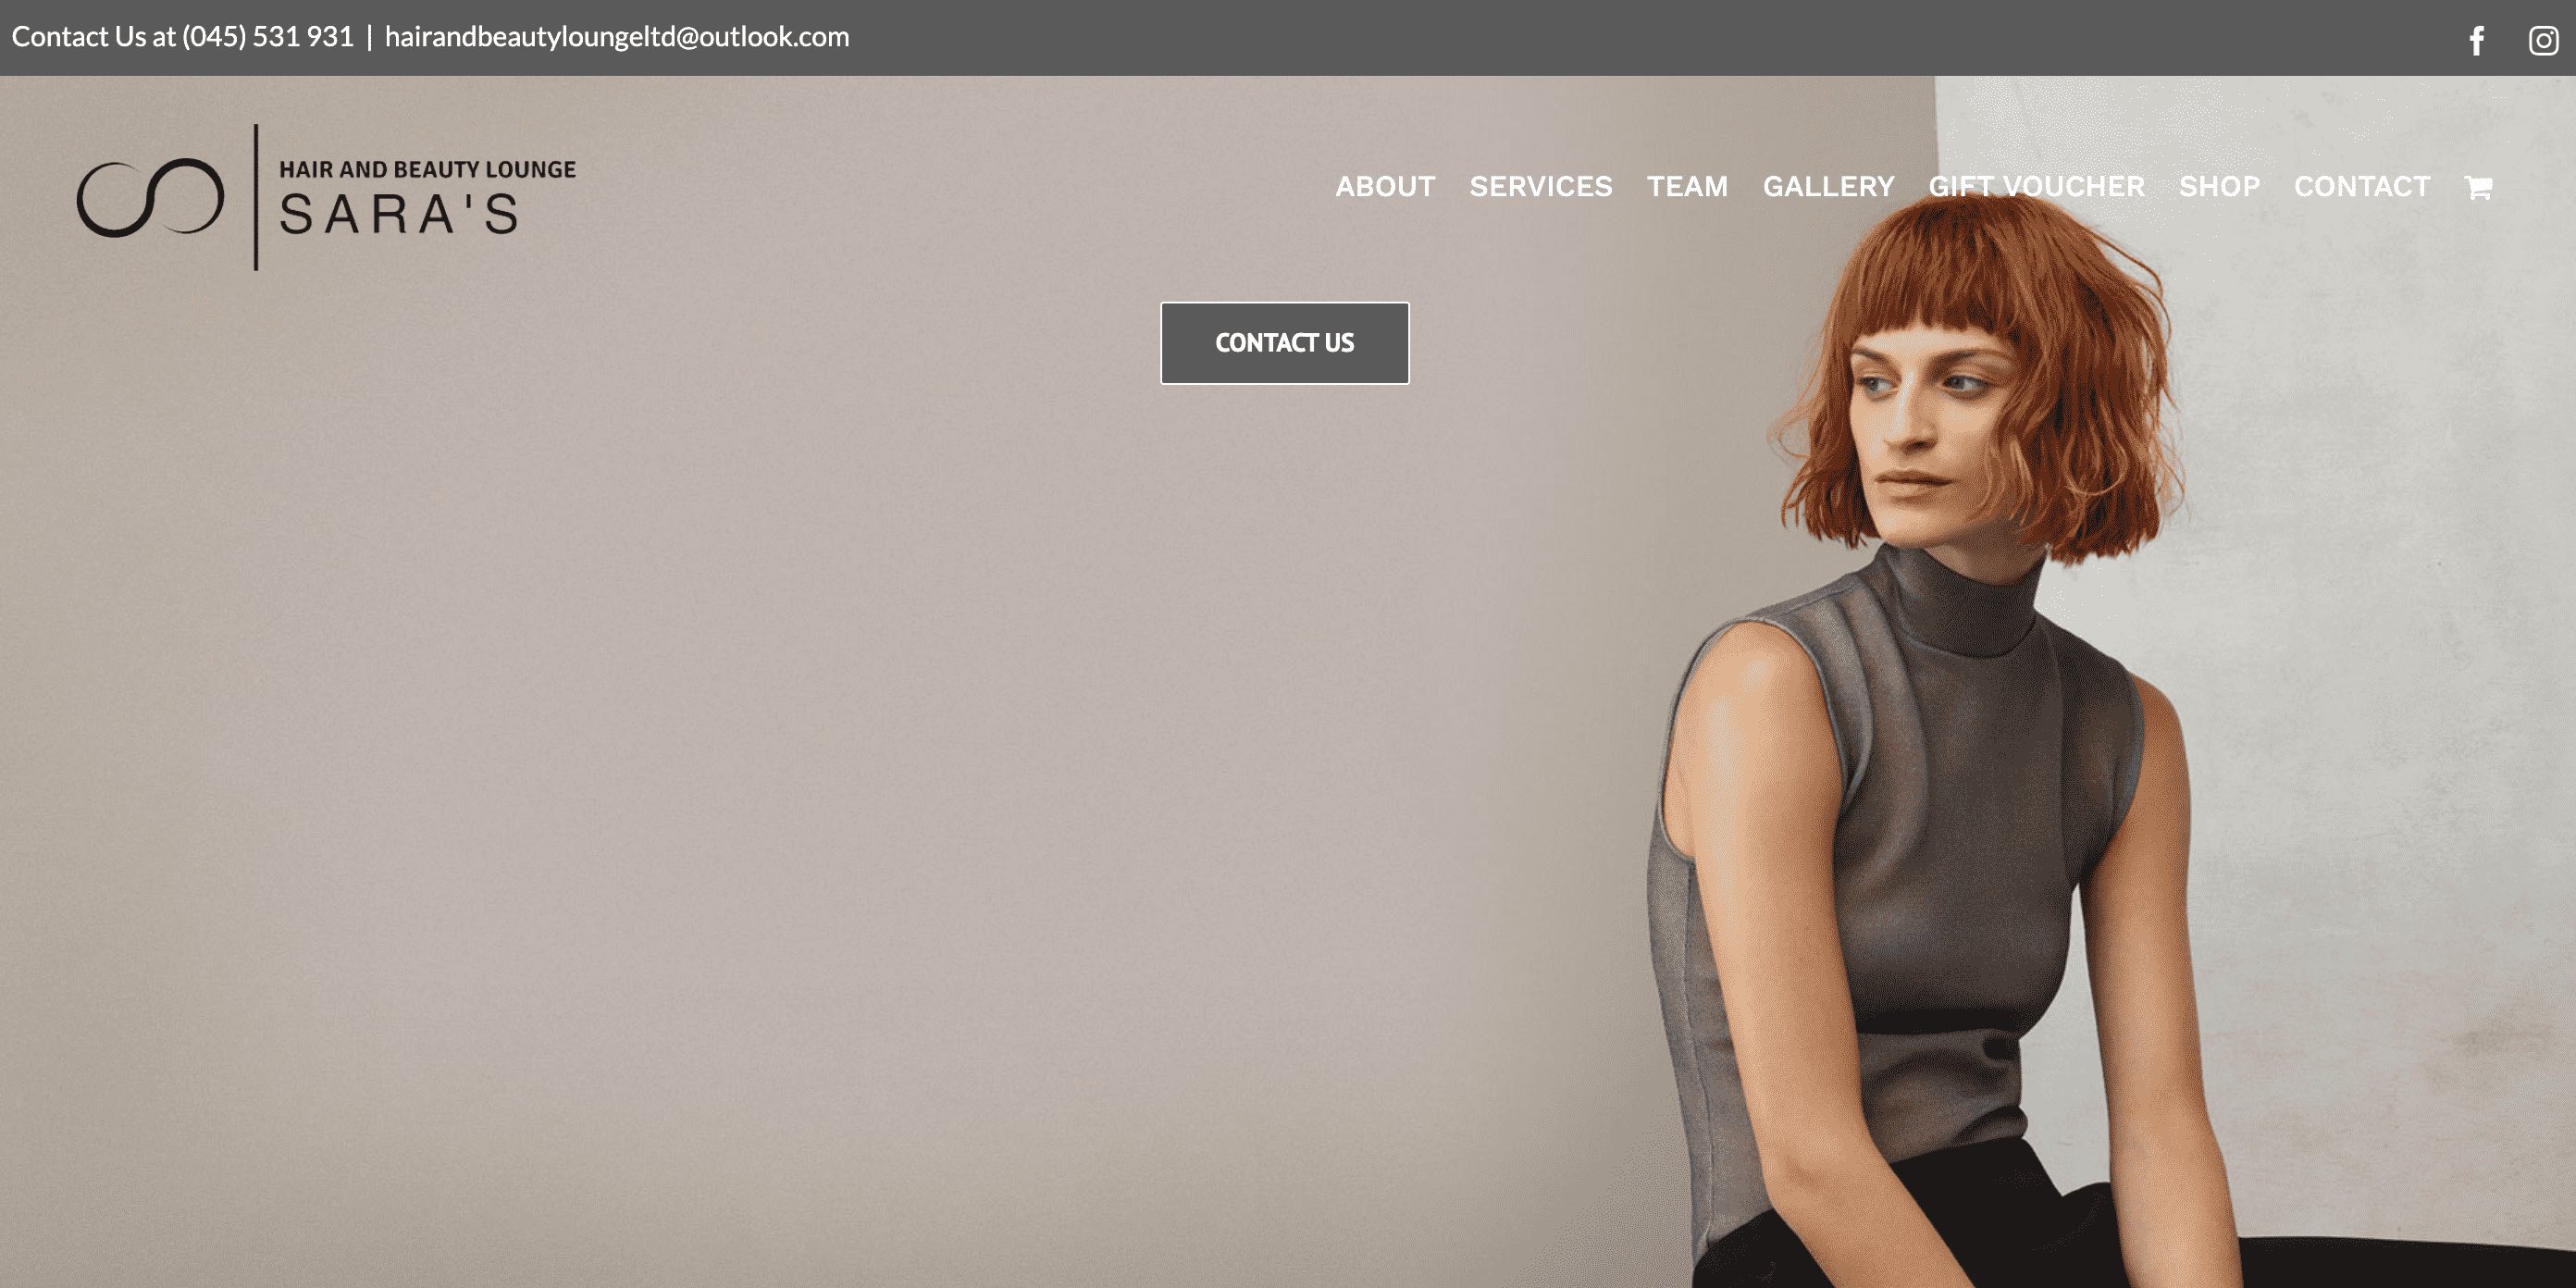 Contact Us at (045) 531 931 | hairandbeautyloungeltd@outlook.com
HAIR AND BEAUTY LOUNGE
SARA'S
ABOUT SERVICES TEAM GALLERY GIFT VOUCHER SHOP CONTACT
CONTACT US